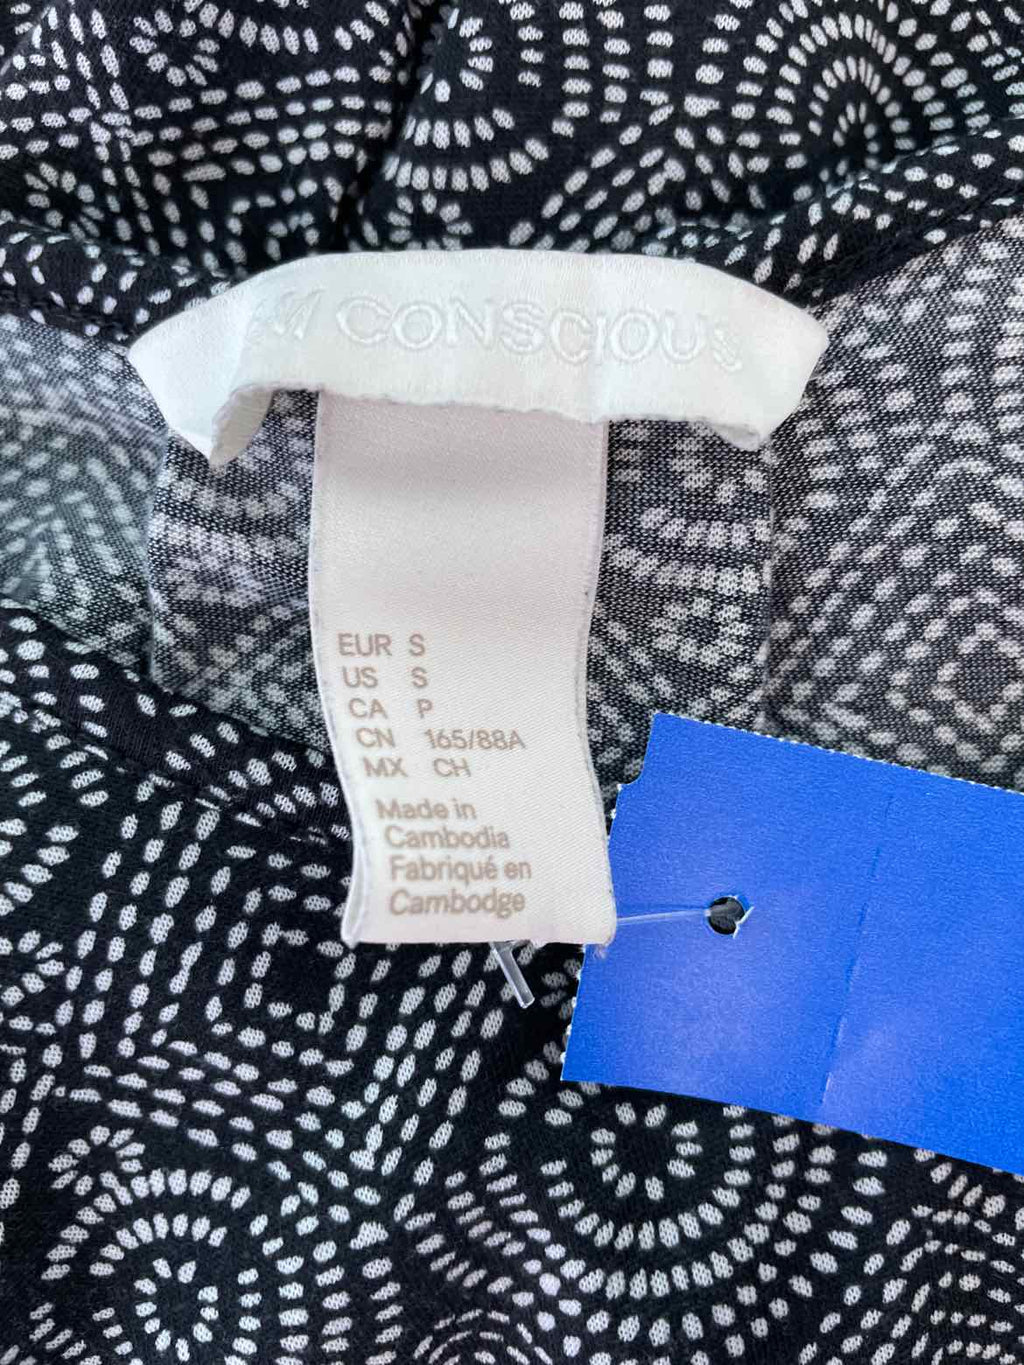 CONSCIOUS
EUR S
US S
CA P
CN 165/88A
MX CH
Made in
Cambodia
Fabriqué en
Cambodge